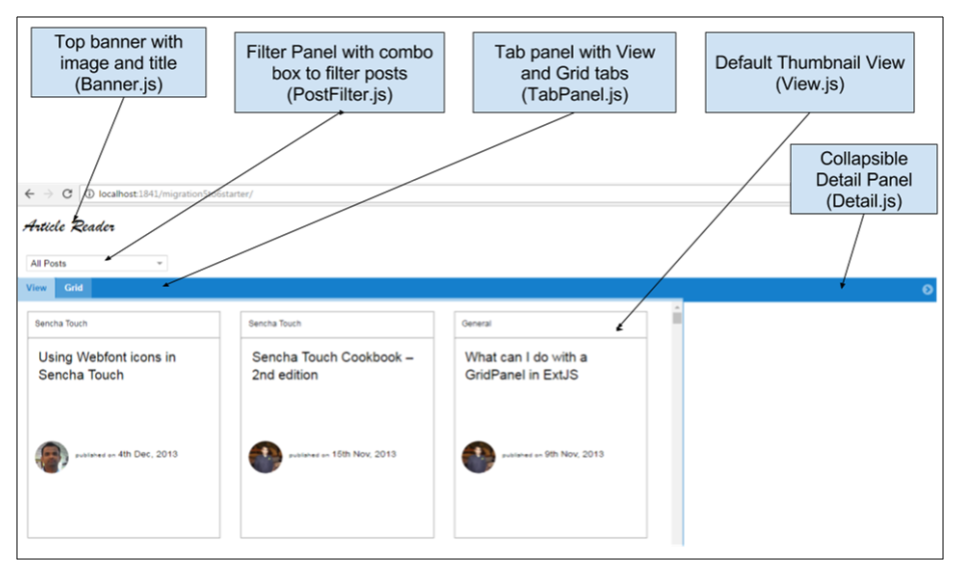 Top banner with
image and title
(Banner.js)
Filter Panel with combo
box to filter posts
(PostFilter.js)
Tab panel with View
and Grid tabs
(TabPanel.js)
Default Thumbnail View
(View.js)
Collapsible
Detail Panel
(Detail.js)
localhost:1841/migration5to6starter/
Article Reader
All Posts
View Grid
Sencha Touch
Using Webfont icons in
Sencha Touch
published on 4th Dec, 2013
Sencha Touch
Sencha Touch Cookbook –
2nd edition
published on 15th Nov, 2013
General
What can I do with a
GridPanel in ExtJS
published on 9th Nov, 2013